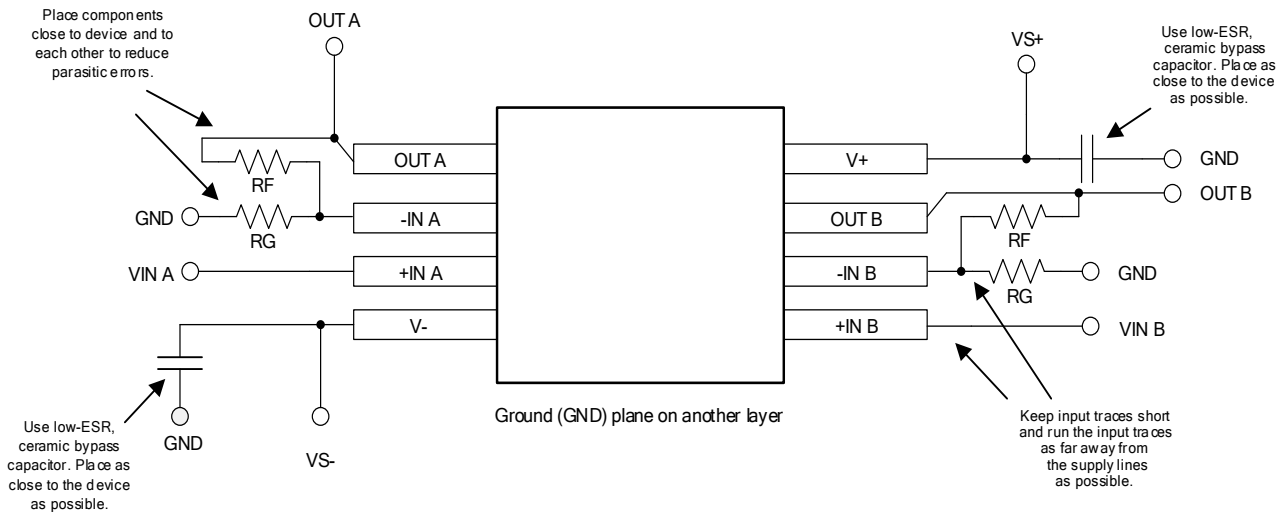 Place components
close to device and to
each other to reduce
parasitic errors.
OUT A
VS+
Use low-ESR,
ceramic bypass
capacitor. Place as
close to the device
as possible.
OUT A
V+
GND
RF
OUT B
OUT B
GND
RG
-IN A
RF
VIN A
+IN A
-IN B
RG
GND
V-
+IN B
VIN B
Ground (GND) plane on another layer
GND
VS-
Use low-ESR,
ceramic bypass
capacitor. Place as
close to the device
as possible.
Keep input traces short
and run the input traces
as far away from
the supply lines
as possible.